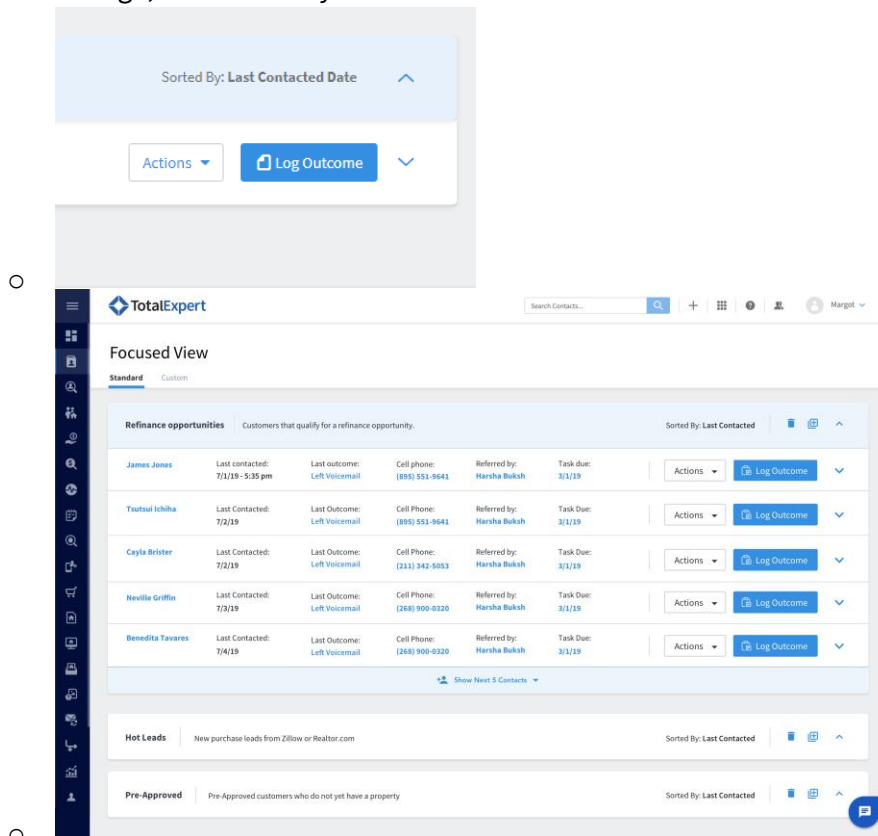 Sorted By: Last Contacted Date
Actions
Log Outcome
TotalExpert
Search Contacts...
Margot
Focused View
Standard Custom
Refinance opportunities Customers that qualify for a refinance opportunity. Sorted By: Last Contacted
James Jones Last contacted: 7/1/19 - 5:35 pm Last outcome: Left Voicemail Cell phone: (895) 551-9641 Referred by: Harsha Buksh Task due: 3/1/19 Actions Log Outcome
Tsutsui Ichiha Last Contacted: 7/2/19 Last Outcome: Left Voicemail Cell Phone: (895) 551-9641 Referred by: Harsha Buksh Task Due: 3/1/19 Actions Log Outcome
Cayla Brister Last Contacted: 7/2/19 Last Outcome: Left Voicemail Cell Phone: (211) 342-5053 Referred by: Harsha Buksh Task Due: 3/1/19 Actions Log Outcome
Neville Griffin Last Contacted: 7/3/19 Last Outcome: Left Voicemail Cell Phone: (268) 900-0320 Referred by: Harsha Buksh Task Due: 3/1/19 Actions Log Outcome
Benedita Tavares Last Contacted: 7/4/19 Last Outcome: Left Voicemail Cell Phone: (268) 900-0320 Referred by: Harsha Buksh Task Due: 3/1/19 Actions Log Outcome
Show Next 5 Contacts
Hot Leads New purchase leads from Zillow or Realtor.com Sorted By: Last Contacted
Pre-Approved Pre-Approved customers who do not yet have a property Sorted By: Last Contacted